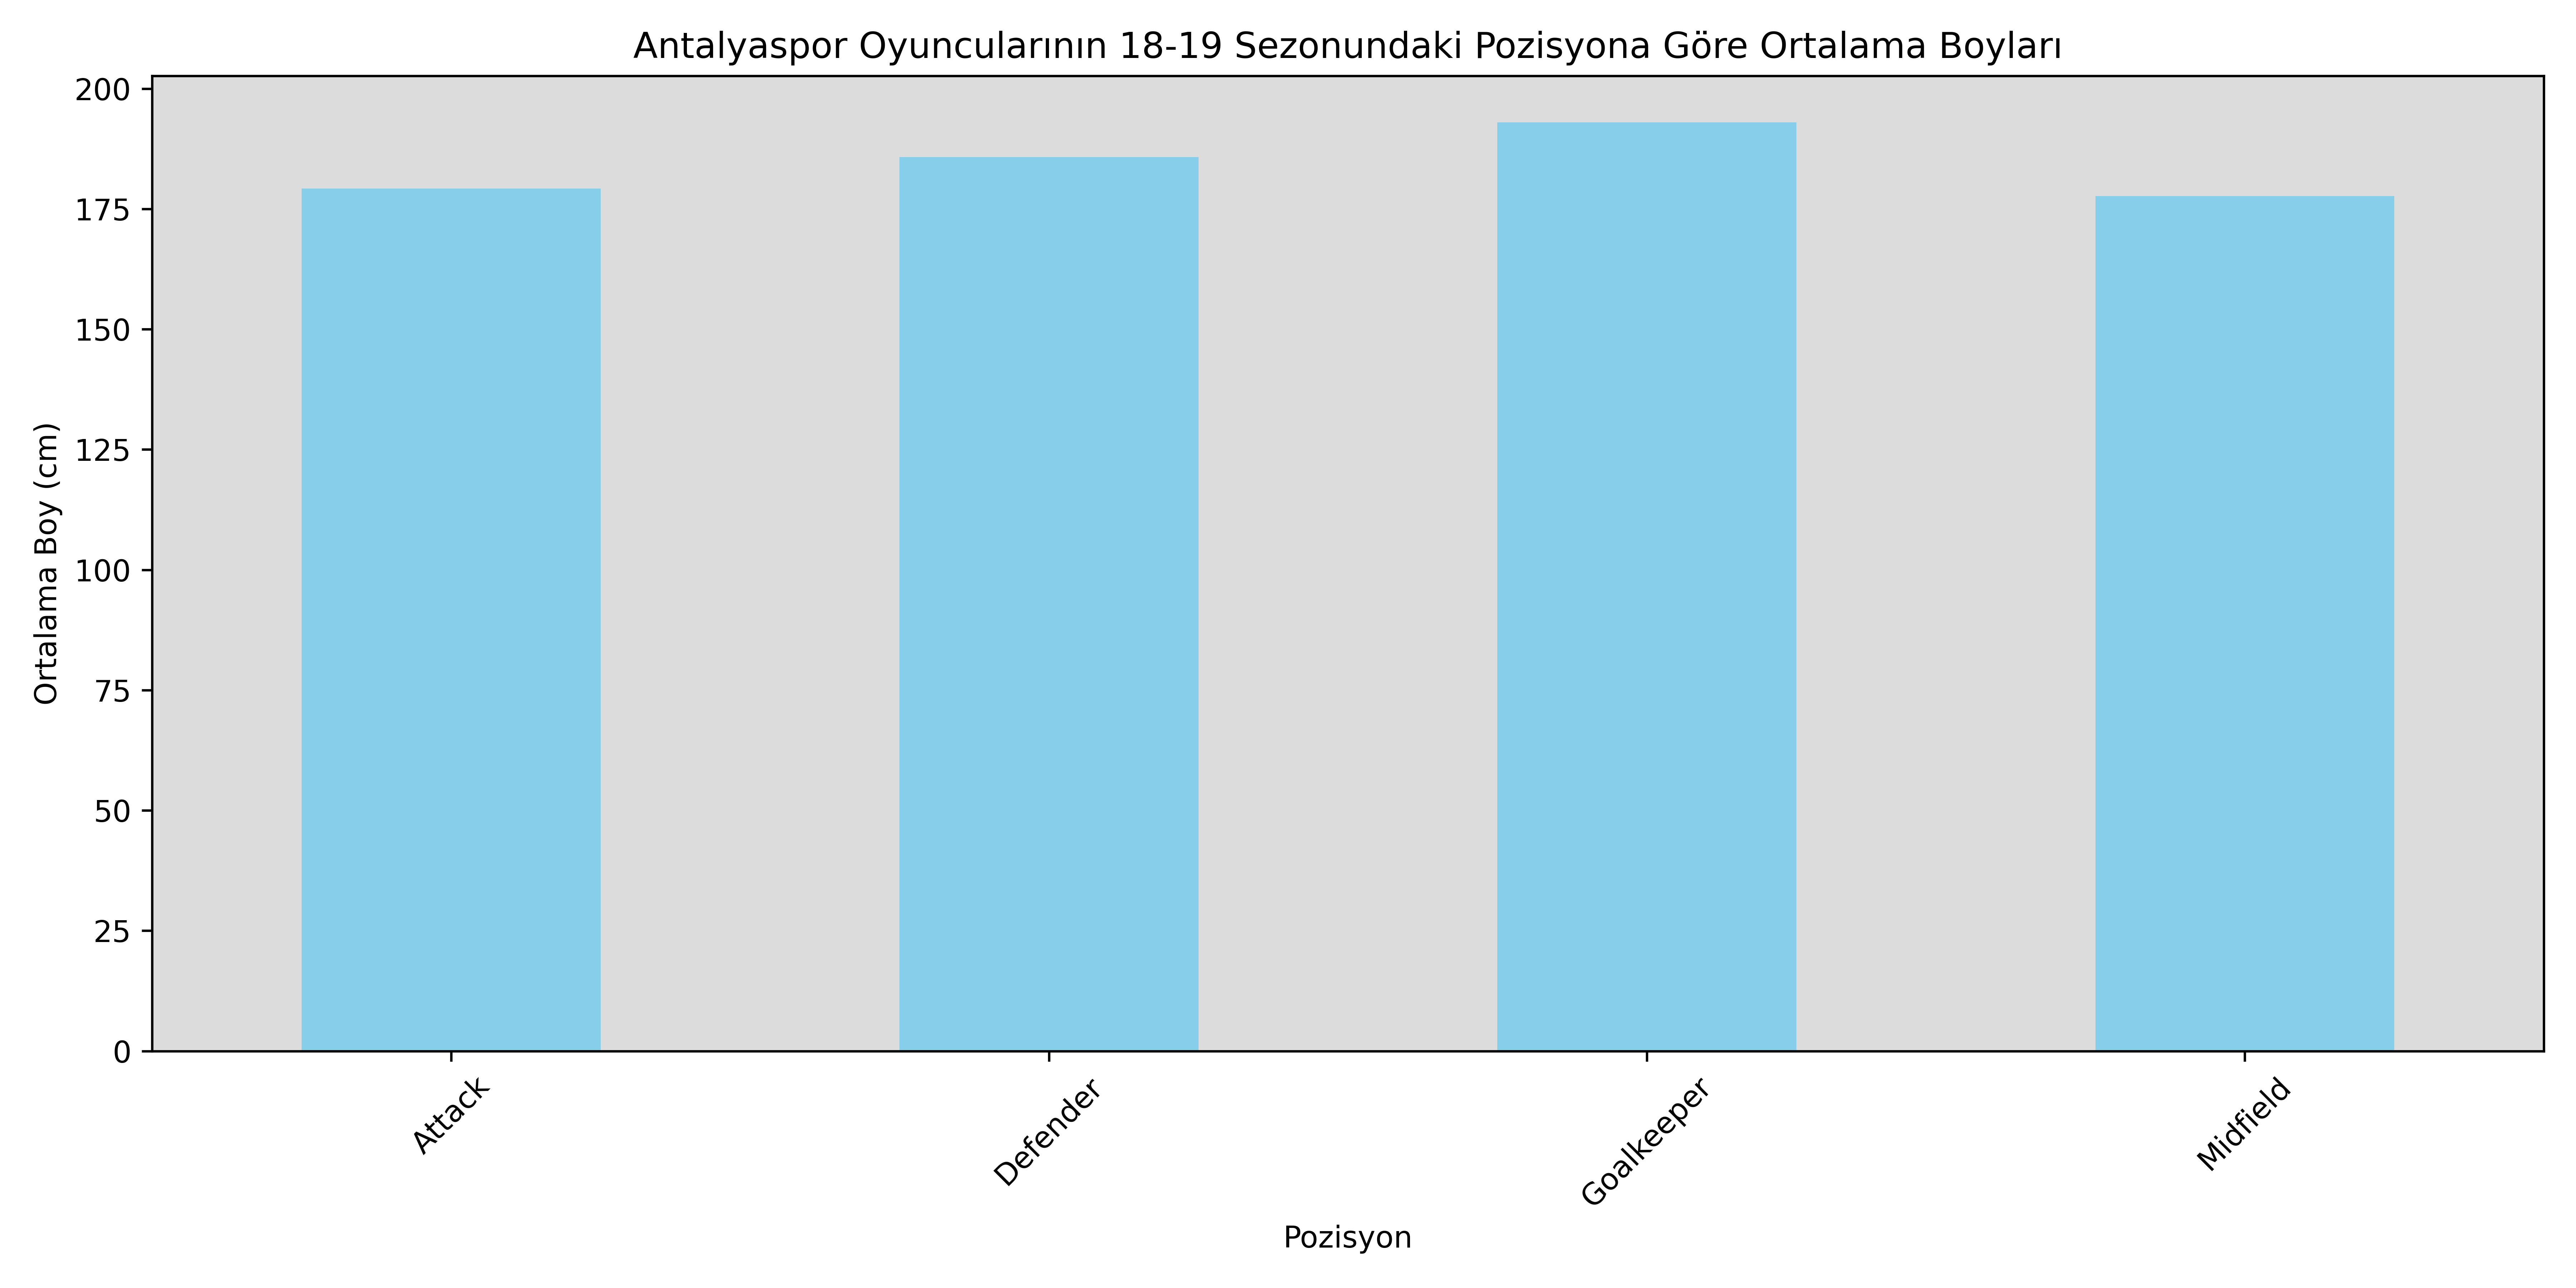 Antalyaspor Oyuncularının 18-19 Sezonundaki Pozisyona Göre Ortalama Boyları
Ortalama Boy (cm)
200
175
150
125
100
75
50
25
0
Attack
Defender
Goalkeeper
Midfield
Pozisyon